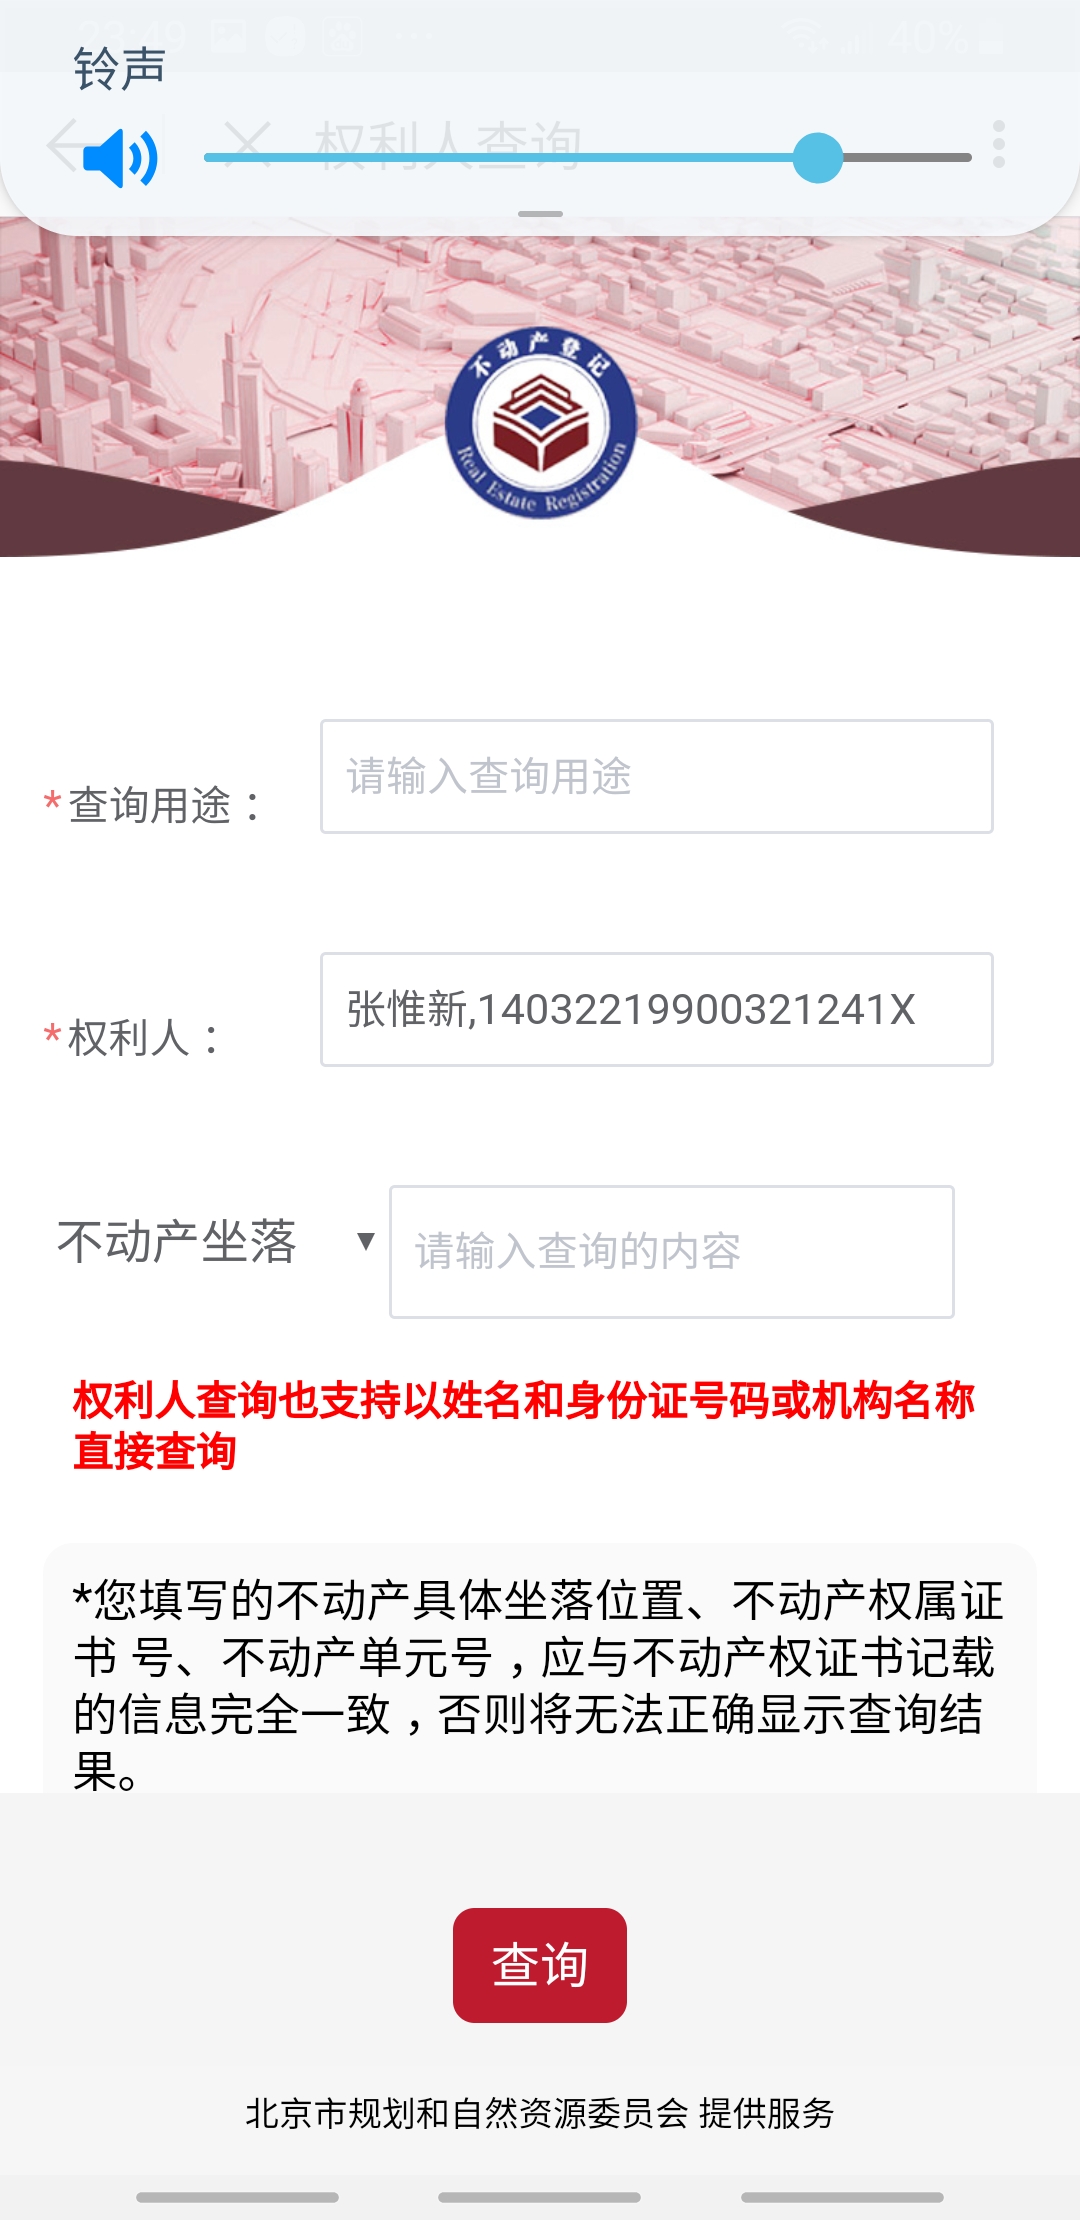 23:49
40%
铃声
权利人查询
不动产登记
Real Estate Registration
*查询用途：
请输入查询用途
*权利人：
张惟新,14032219900321241X
不动产坐落 ▼
请输入查询的内容
权利人查询也支持以姓名和身份证号码或机构名称
直接查询
*您填写的不动产具体坐落位置、不动产权属证
书 号、不动产单元号，应与不动产权证书记载
的信息完全一致，否则将无法正确显示查询结
果。
查询
北京市规划和自然资源委员会 提供服务